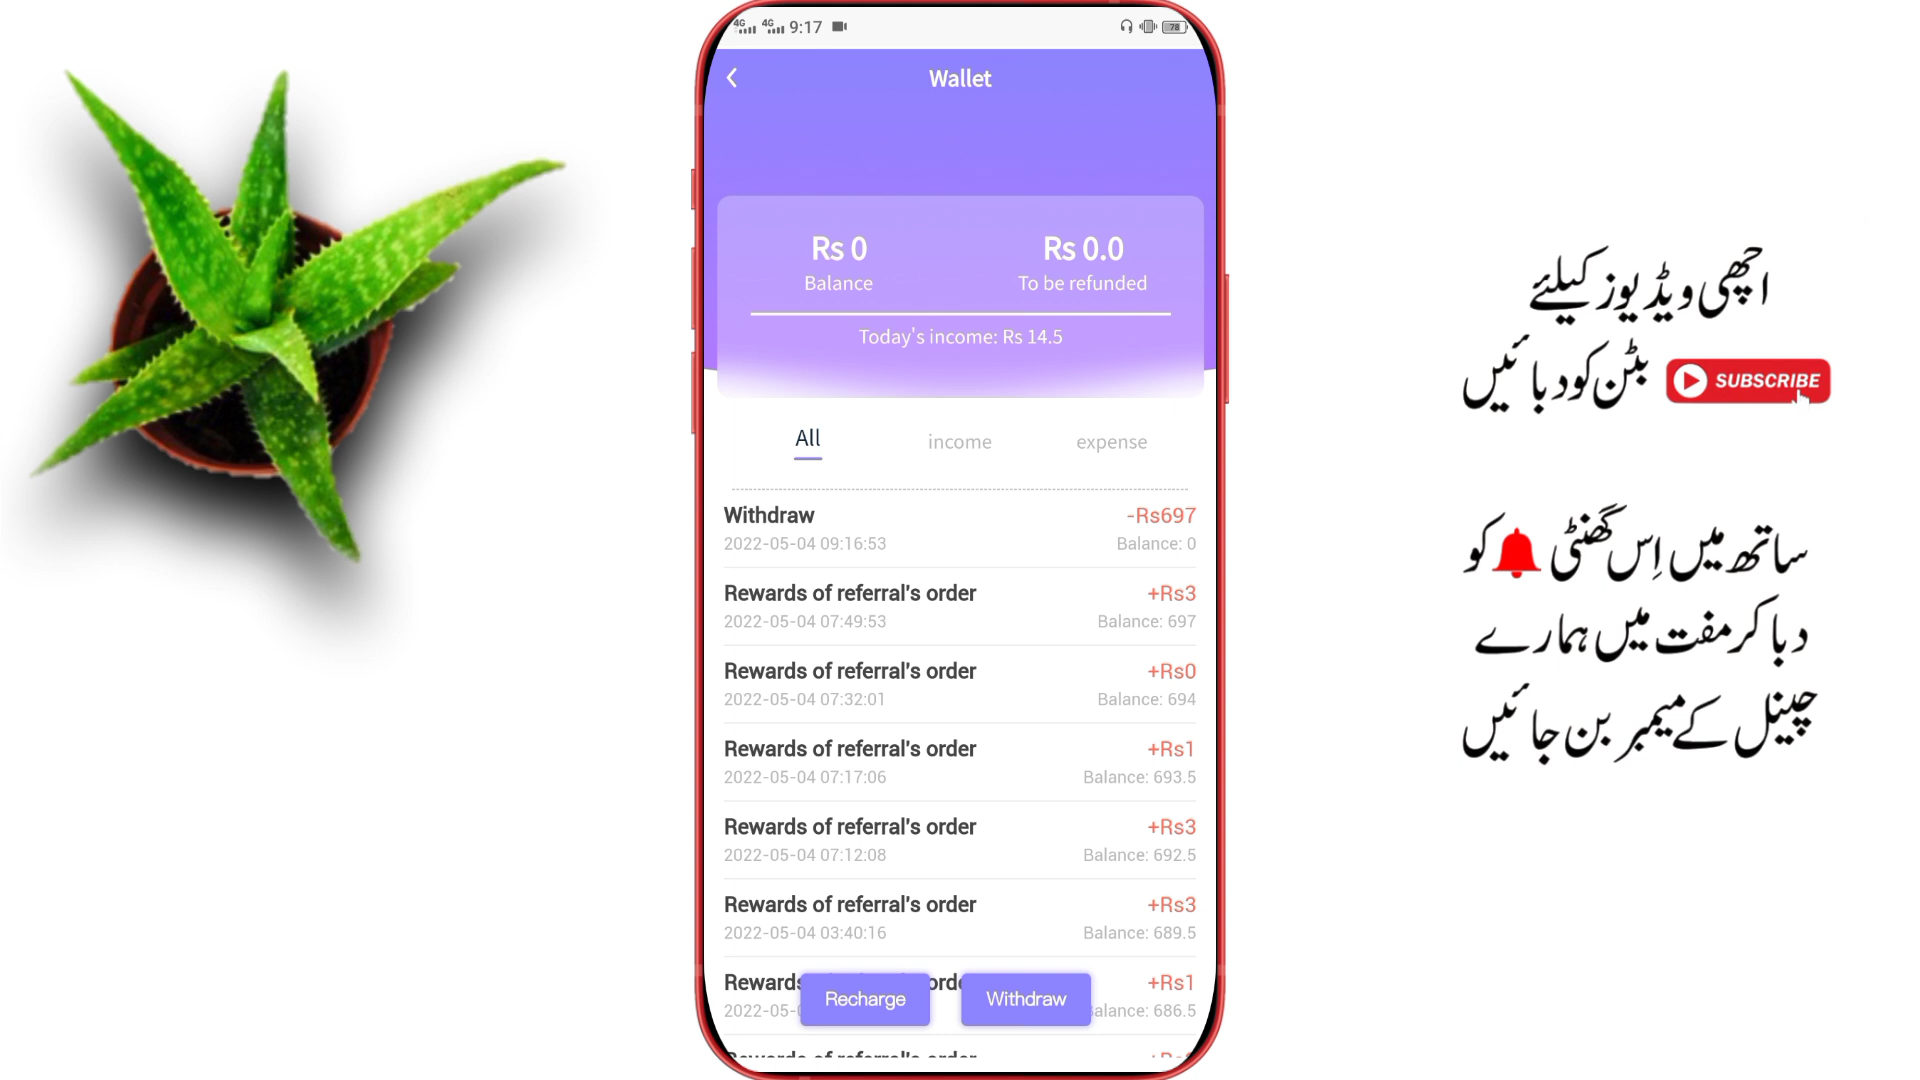 4G 4G 9:17 78
Wallet
Rs 0
Balance
Rs 0.0
To be refunded
Today's income: Rs 14.5
All income expense
Withdraw -Rs697
2022-05-04 09:16:53 Balance: 0
Rewards of referral's order +Rs3
2022-05-04 07:49:53 Balance: 697
Rewards of referral's order +Rs0
2022-05-04 07:32:01 Balance: 694
Rewards of referral's order +Rs1
2022-05-04 07:17:06 Balance: 693.5
Rewards of referral's order +Rs3
2022-05-04 07:12:08 Balance: 692.5
Rewards of referral's order +Rs3
2022-05-04 03:40:16 Balance: 689.5
Rewards +Rs1
686.5
Recharge Withdraw
اچھی ویڈیوز کیلئے
بٹن کو دبائیں
SUBSCRIBE
ساتھ میں اِس گھنٹی کو
دبا کر مفت میں ہمارے
چینل کے میمبر بن جائیں